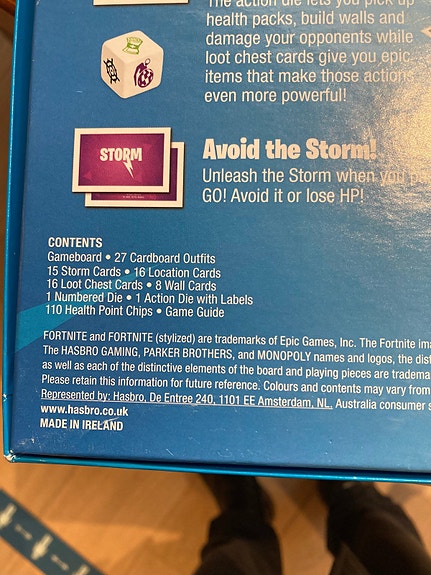 The action die lets you pick up
health packs, build walls and
damage your opponents while
loot chest cards give you epic
items that make those actions
even more powerful!
STORM
Avoid the Storm!
Unleash the Storm when you
GO! Avoid it or lose HP!
CONTENTS
Gameboard • 27 Cardboard Outfits
15 Storm Cards • 16 Location Cards
16 Loot Chest Cards • 8 Wall Cards
1 Numbered Die • 1 Action Die with Labels
110 Health Point Chips • Game Guide
FORTNITE and FORTNITE (stylized) are trademarks of Epic Games, Inc. The Fortnite
The HASBRO GAMING, PARKER BROTHERS, and MONOPOLY names and logos, the
as well as each of the distinctive elements of the board and playing pieces are
Please retain this information for future reference. Colours and contents may vary from
Represented by: Hasbro, De Entree 240, 1101 EE Amsterdam, NL. Australia consumer
www.hasbro.co.uk
MADE IN IRELAND